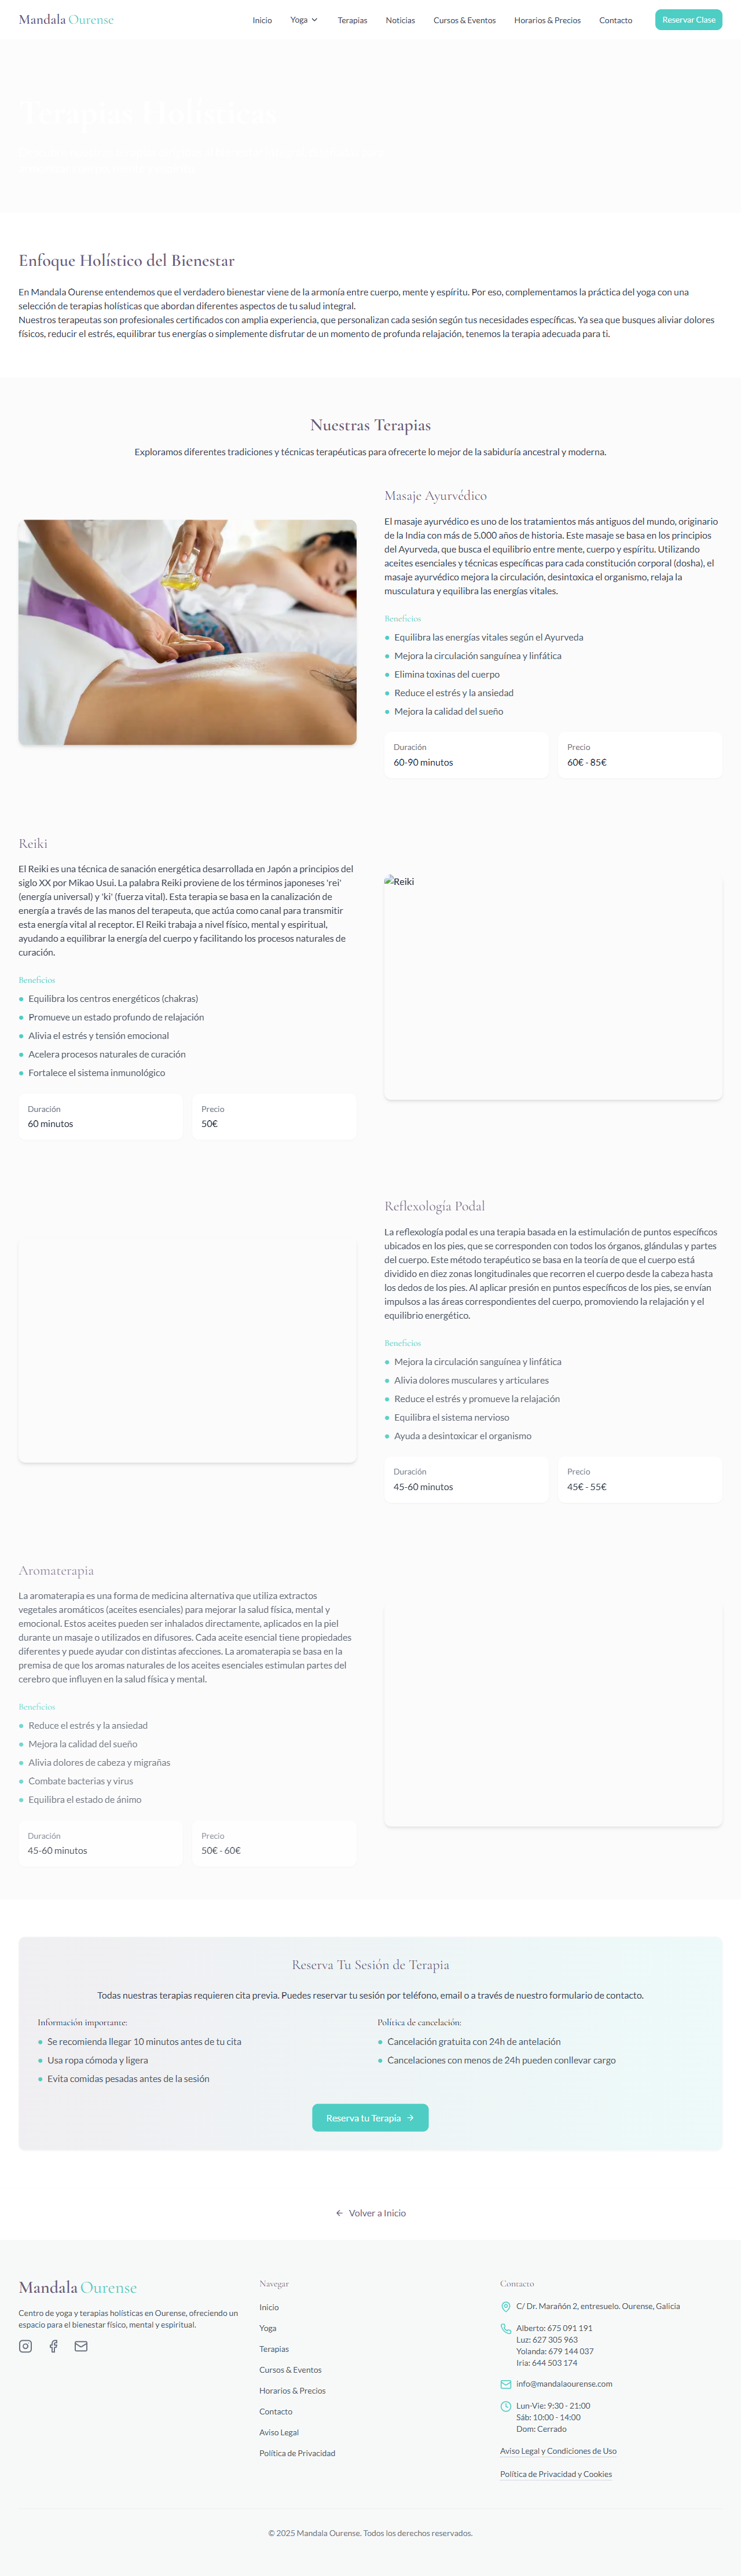 Mandala Ourense
Inicio
Yoga
Terapias
Noticias
Cursos & Eventos
Horarios & Precios
Contacto
Reservar Clase
Terapias Holísticas
Enfoque Holístico del Bienestar
En Mandala Ourense entendemos que el verdadero bienestar viene de la armonía entre cuerpo, mente y espíritu. Por eso, complementamos la práctica del yoga con una
selección de terapias holísticas que abordan diferentes aspectos de tu salud integral.
Nuestros terapeutas son profesionales certificados con amplia experiencia, que personalizan cada sesión según tus necesidades específicas. Ya sea que busques aliviar dolores
físicos, reducir el estrés, equilibrar tus energías o simplemente disfrutar de un momento de profunda relajación, tenemos la terapia adecuada para ti.
Nuestras Terapias
Exploramos diferentes tradiciones y técnicas terapéuticas para ofrecerte lo mejor de la sabiduría ancestral y moderna.
Masaje Ayurvédico
El masaje ayurvédico es uno de los tratamientos más antiguos del mundo, originario
de la India con más de 5.000 años de historia. Este masaje se basa en los principios
del Ayurveda, que busca el equilibrio entre mente, cuerpo y espíritu. Utilizando
aceites esenciales y técnicas específicas para cada constitución corporal (dosha), el
masaje ayurvédico mejora la circulación, desintoxica el organismo, relaja la
musculatura y equilibra las energías vitales.
Beneficios
Equilibra las energías vitales según el Ayurveda
Mejora la circulación sanguínea y linfática
Elimina toxinas del cuerpo
Reduce el estrés y la ansiedad
Mejora la calidad del sueño
Duración
60-90 minutos
Precio
60€ - 85€
Reiki
El Reiki es una técnica de sanación energética desarrollada en Japón a principios del
siglo XX por Mikao Usui. La palabra Reiki proviene de los términos japoneses 'rei'
(energía universal) y 'ki' (fuerza vital). Esta terapia se basa en la canalización de
energía a través de las manos del terapeuta, que actúa como canal para transmitir
esta energía vital al receptor. El Reiki trabaja a nivel físico, mental y espiritual,
ayudando a equilibrar la energía del cuerpo y facilitando los procesos naturales de
curación.
Beneficios
Equilibra los centros energéticos (chakras)
Promueve un estado profundo de relajación
Alivia el estrés y tensión emocional
Acelera procesos naturales de curación
Fortalece el sistema inmunológico
Duración
60 minutos
Precio
50€
Reiki
Reflexología Podal
La reflexología podal es una terapia basada en la estimulación de puntos específicos
ubicados en los pies, que se corresponden con todos los órganos, glándulas y partes
del cuerpo. Este método terapéutico se basa en la teoría de que el cuerpo está
dividido en diez zonas longitudinales que recorren el cuerpo desde la cabeza hasta
los dedos de los pies. Al aplicar presión en puntos específicos de los pies, se envían
impulsos a las áreas correspondientes del cuerpo, promoviendo la relajación y el
equilibrio energético.
Beneficios
Mejora la circulación sanguínea y linfática
Alivia dolores musculares y articulares
Reduce el estrés y promueve la relajación
Equilibra el sistema nervioso
Ayuda a desintoxicar el organismo
Duración
45-60 minutos
Precio
45€ - 55€
Aromaterapia
La aromaterapia es una forma de medicina alternativa que utiliza extractos
vegetales aromáticos (aceites esenciales) para mejorar la salud física, mental y
emocional. Estos aceites pueden ser inhalados directamente, aplicados en la piel
durante un masaje o utilizados en difusores. Cada aceite esencial tiene propiedades
diferentes y puede ayudar con distintas afecciones. La aromaterapia se basa en la
premisa de que los aromas naturales de los aceites esenciales estimulan partes del
cerebro que influyen en la salud física y mental.
Beneficios
Reduce el estrés y la ansiedad
Mejora la calidad del sueño
Alivia dolores de cabeza y migrañas
Combate bacterias y virus
Equilibra el estado de ánimo
Duración
45-60 minutos
Precio
50€ - 60€
Reserva Tu Sesión de Terapia
Todas nuestras terapias requieren cita previa. Puedes reservar tu sesión por teléfono, email o a través de nuestro formulario de contacto.
Información importante:
Se recomienda llegar 10 minutos antes de tu cita
Usa ropa cómoda y ligera
Evita comidas pesadas antes de la sesión
Política de cancelación:
Cancelación gratuita con 24h de antelación
Cancelaciones con menos de 24h pueden conllevar cargo
Reserva tu Terapia
Volver a Inicio
Mandala Ourense
Centro de yoga y terapias holísticas en Ourense, ofreciendo un
espacio para el bienestar físico, mental y espiritual.
Navegar
Inicio
Yoga
Terapias
Cursos & Eventos
Horarios & Precios
Contacto
Aviso Legal
Política de Privacidad
Contacto
C/ Dr. Marañón 2, entresuelo. Ourense, Galicia
Alberto: 675 091 191
Luz: 627 305 963
Yolanda: 679 144 037
Iria: 644 503 174
info@mandalaourense.com
Lun-Vie: 9:30 - 21:00
Sáb: 10:00 - 14:00
Dom: Cerrado
Aviso Legal y Condiciones de Uso
Política de Privacidad y Cookies
© 2025 Mandala Ourense. Todos los derechos reservados.